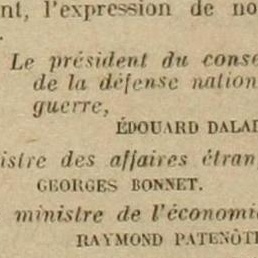 nt, l'expression de no
.
Le président du conse
de la défense nation
guerre,
ÉDOUARD DALAD
istre des affaires étran
GEORGES BONNET.
ministre de l'économi
RAYMOND PATENÔT